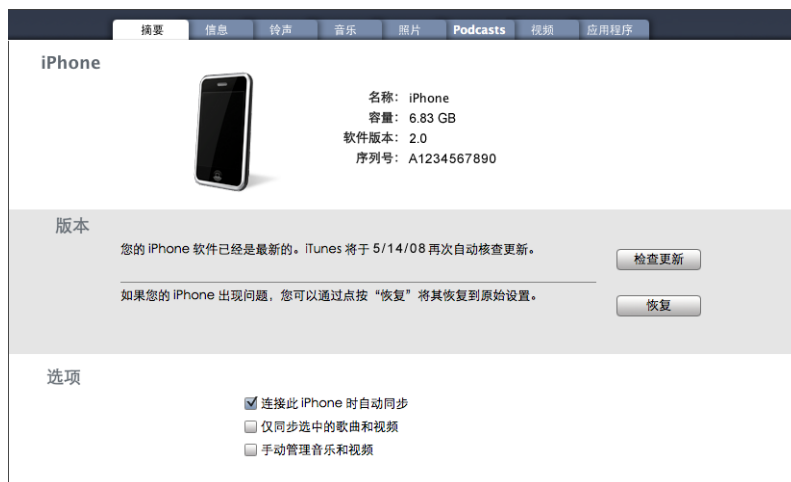 摘要 信息 铃声 音乐 照片 Podcasts 视频 应用程序
iPhone
名称： iPhone
容量： 6.83 GB
软件版本： 2.0
序列号： A1234567890
版本
您的 iPhone 软件已经是最新的。iTunes 将于 5/14/08 再次自动核查更新。
检查更新
如果您的 iPhone 出现问题，您可以通过点按“恢复”将其恢复到原始设置。
恢复
选项
连接此 iPhone 时自动同步
仅同步选中的歌曲和视频
手动管理音乐和视频